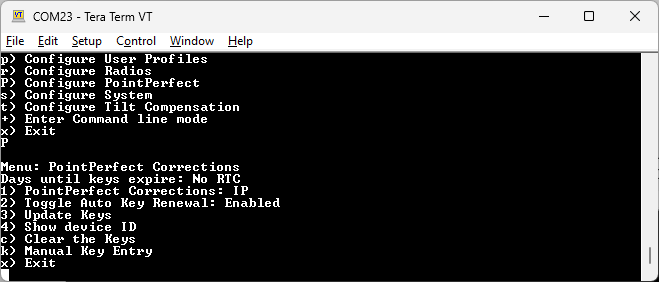 COM23 - Tera Term VT
File Edit Setup Control Window Help
p) Configure User Profiles
r) Configure Radios
P) Configure PointPerfect
s) Configure System
t) Configure Tilt Compensation
+) Enter Command line mode
x) Exit
P
Menu: PointPerfect Corrections
Days until keys expire: No RTC
1) PointPerfect Corrections: IP
2) Toggle Auto Key Renewal: Enabled
3) Update Keys
4) Show device ID
c) Clear the Keys
k) Manual Key Entry
x) Exit